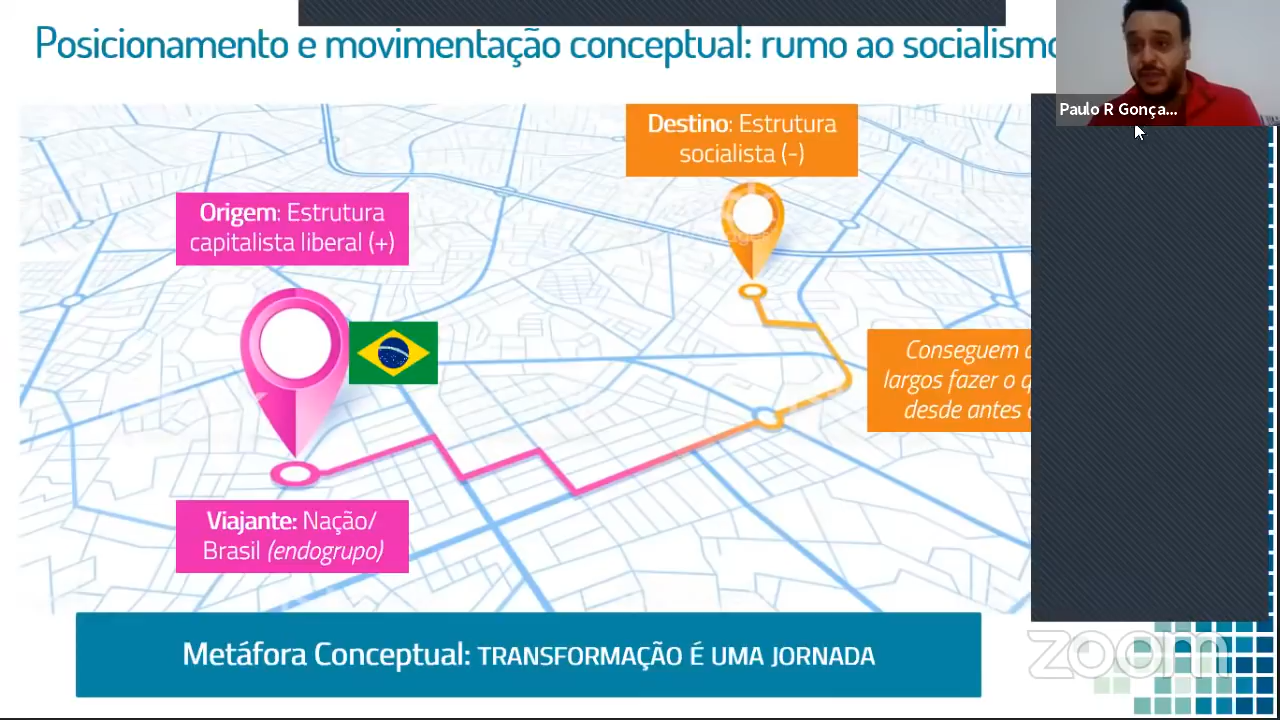 Posicionamento e movimentação conceptual: rumo ao socialismo
Paulo R Gonça...
Destino: Estrutura
socialista (-)
Origem: Estrutura
capitalista liberal (+)
Conseguem
largos fazer o
desde antes
Viajante: Nação/
Brasil (endogrupo)
Metáfora Conceptual: TRANSFORMAÇÃO É UMA JORNADA
zoom